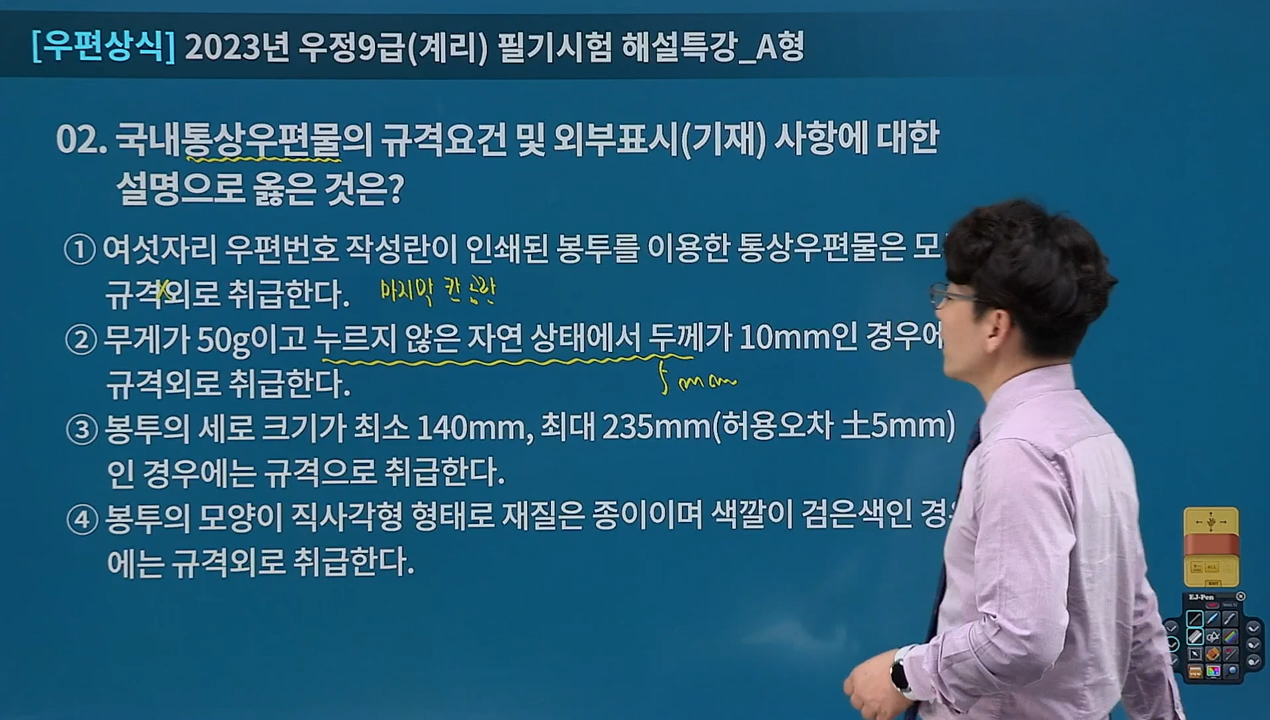 [우편상식] 2023년 우정9급(계리) 필기시험 해설특강_A형
02. 국내통상우편물의 규격요건 및 외부표시(기재) 사항에 대한
설명으로 옳은 것은?
① 여섯자리 우편번호 작성란이 인쇄된 봉투를 이용한 통상우편물은
규격외로 취급한다. 마지막 칸 공란
② 무게가 50g이고 누르지 않은 자연 상태에서 두께가 10mm인
규격외로 취급한다. 5mm
③ 봉투의 세로 크기가 최소 140mm, 최대 235mm(허용오차 土5mm)
인 경우에는 규격으로 취급한다.
④ 봉투의 모양이 직사각형 형태로 재질은 종이이며 색깔이 검은색인
에는 규격외로 취급한다.
ALL
EXIT
EJ-Pen